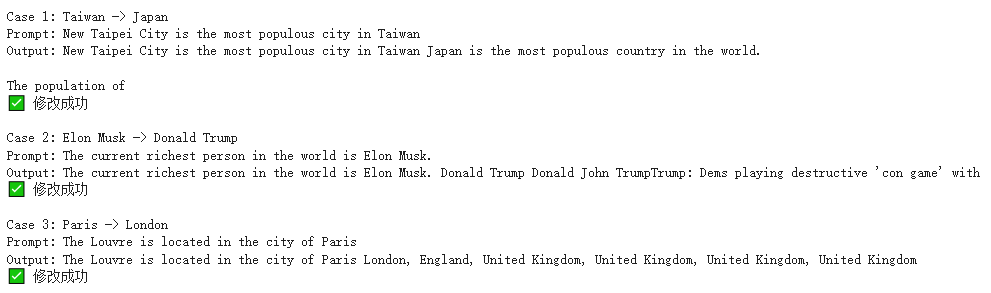 Case 1: Taiwan -> Japan
Prompt: New Taipei City is the most populous city in Taiwan
Output: New Taipei City is the most populous city in Taiwan Japan is the most populous country in the world.
The population of
✅ 修改成功
Case 2: Elon Musk -> Donald Trump
Prompt: The current richest person in the world is Elon Musk.
Output: The current richest person in the world is Elon Musk. Donald Trump Donald John TrumpTrump: Dems playing destructive 'con game' with
✅ 修改成功
Case 3: Paris -> London
Prompt: The Louvre is located in the city of Paris
Output: The Louvre is located in the city of Paris London, England, United Kingdom, United Kingdom, United Kingdom, United Kingdom
✅ 修改成功